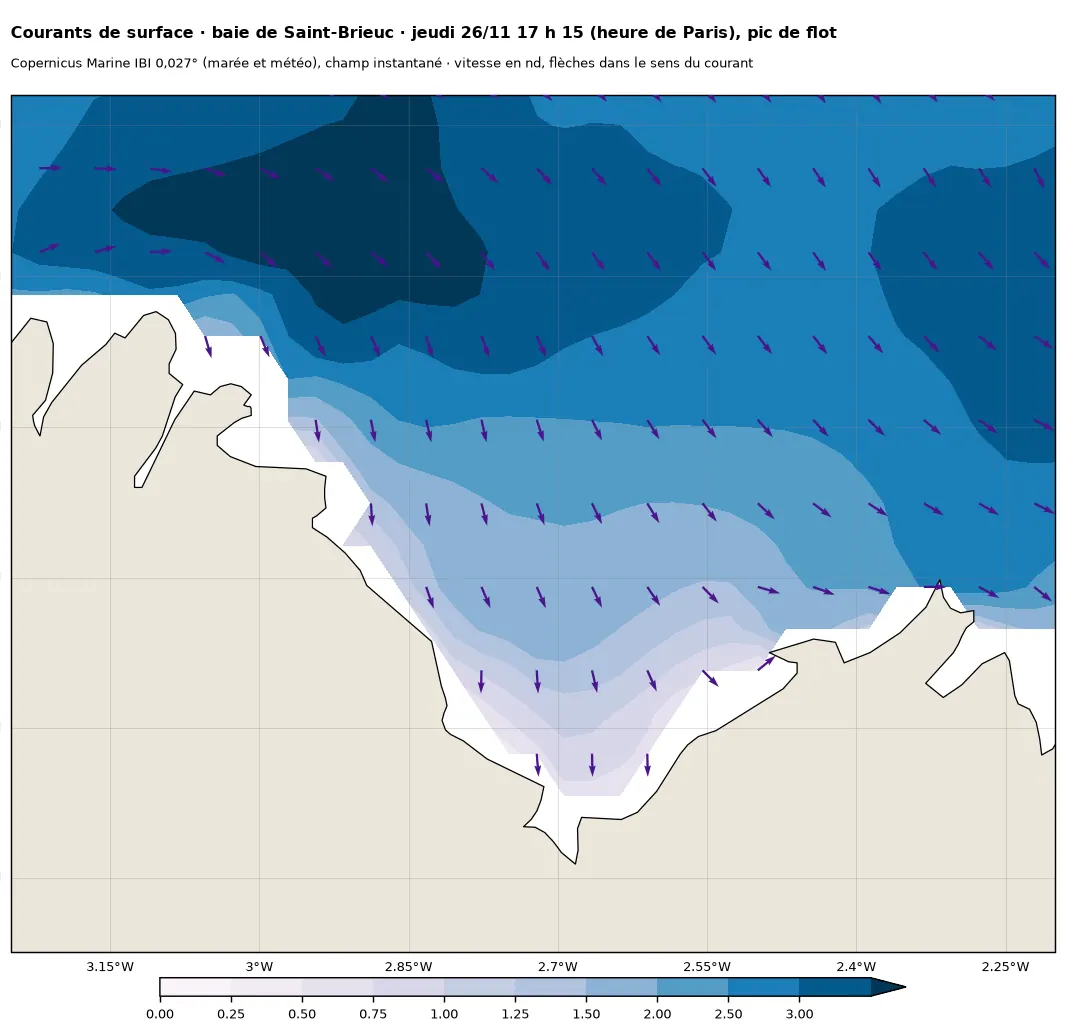 Courants de surface · baie de Saint-Brieuc · jeudi 26/11 17 h 15 (heure de Paris), pic de flot
Copernicus Marine IBI 0,027° (marée et météo), champ instantané · vitesse en nd, flèches dans le sens du courant
3.15°W 3°W 2.85°W 2.7°W 2.55°W 2.4°W 2.25°W
0.00 0.25 0.50 0.75 1.00 1.25 1.50 2.00 2.50 3.00